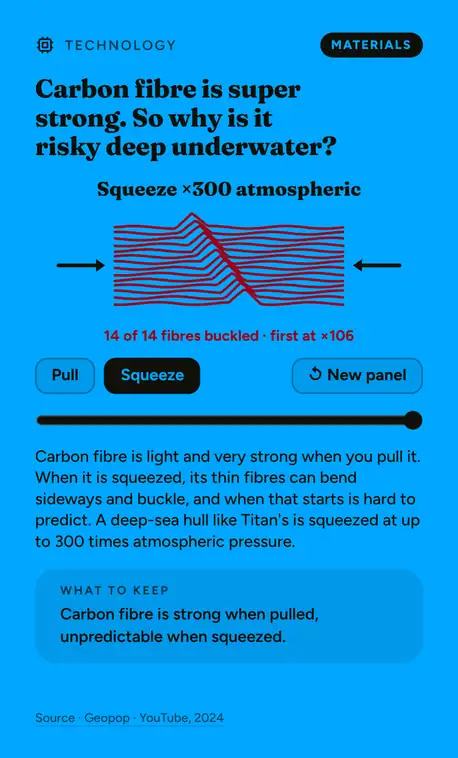 TECHNOLOGY
MATERIALS
Carbon fibre is super
strong. So why is it
risky deep underwater?
Squeeze ×300 atmospheric
14 of 14 fibres buckled · first at ×106
Pull
Squeeze
New panel
Carbon fibre is light and very strong when you pull it.
When it is squeezed, its thin fibres can bend
sideways and buckle, and when that starts is hard to
predict. A deep-sea hull like Titan's is squeezed at up
to 300 times atmospheric pressure.
WHAT TO KEEP
Carbon fibre is strong when pulled,
unpredictable when squeezed.
Source · Geopop · YouTube, 2024